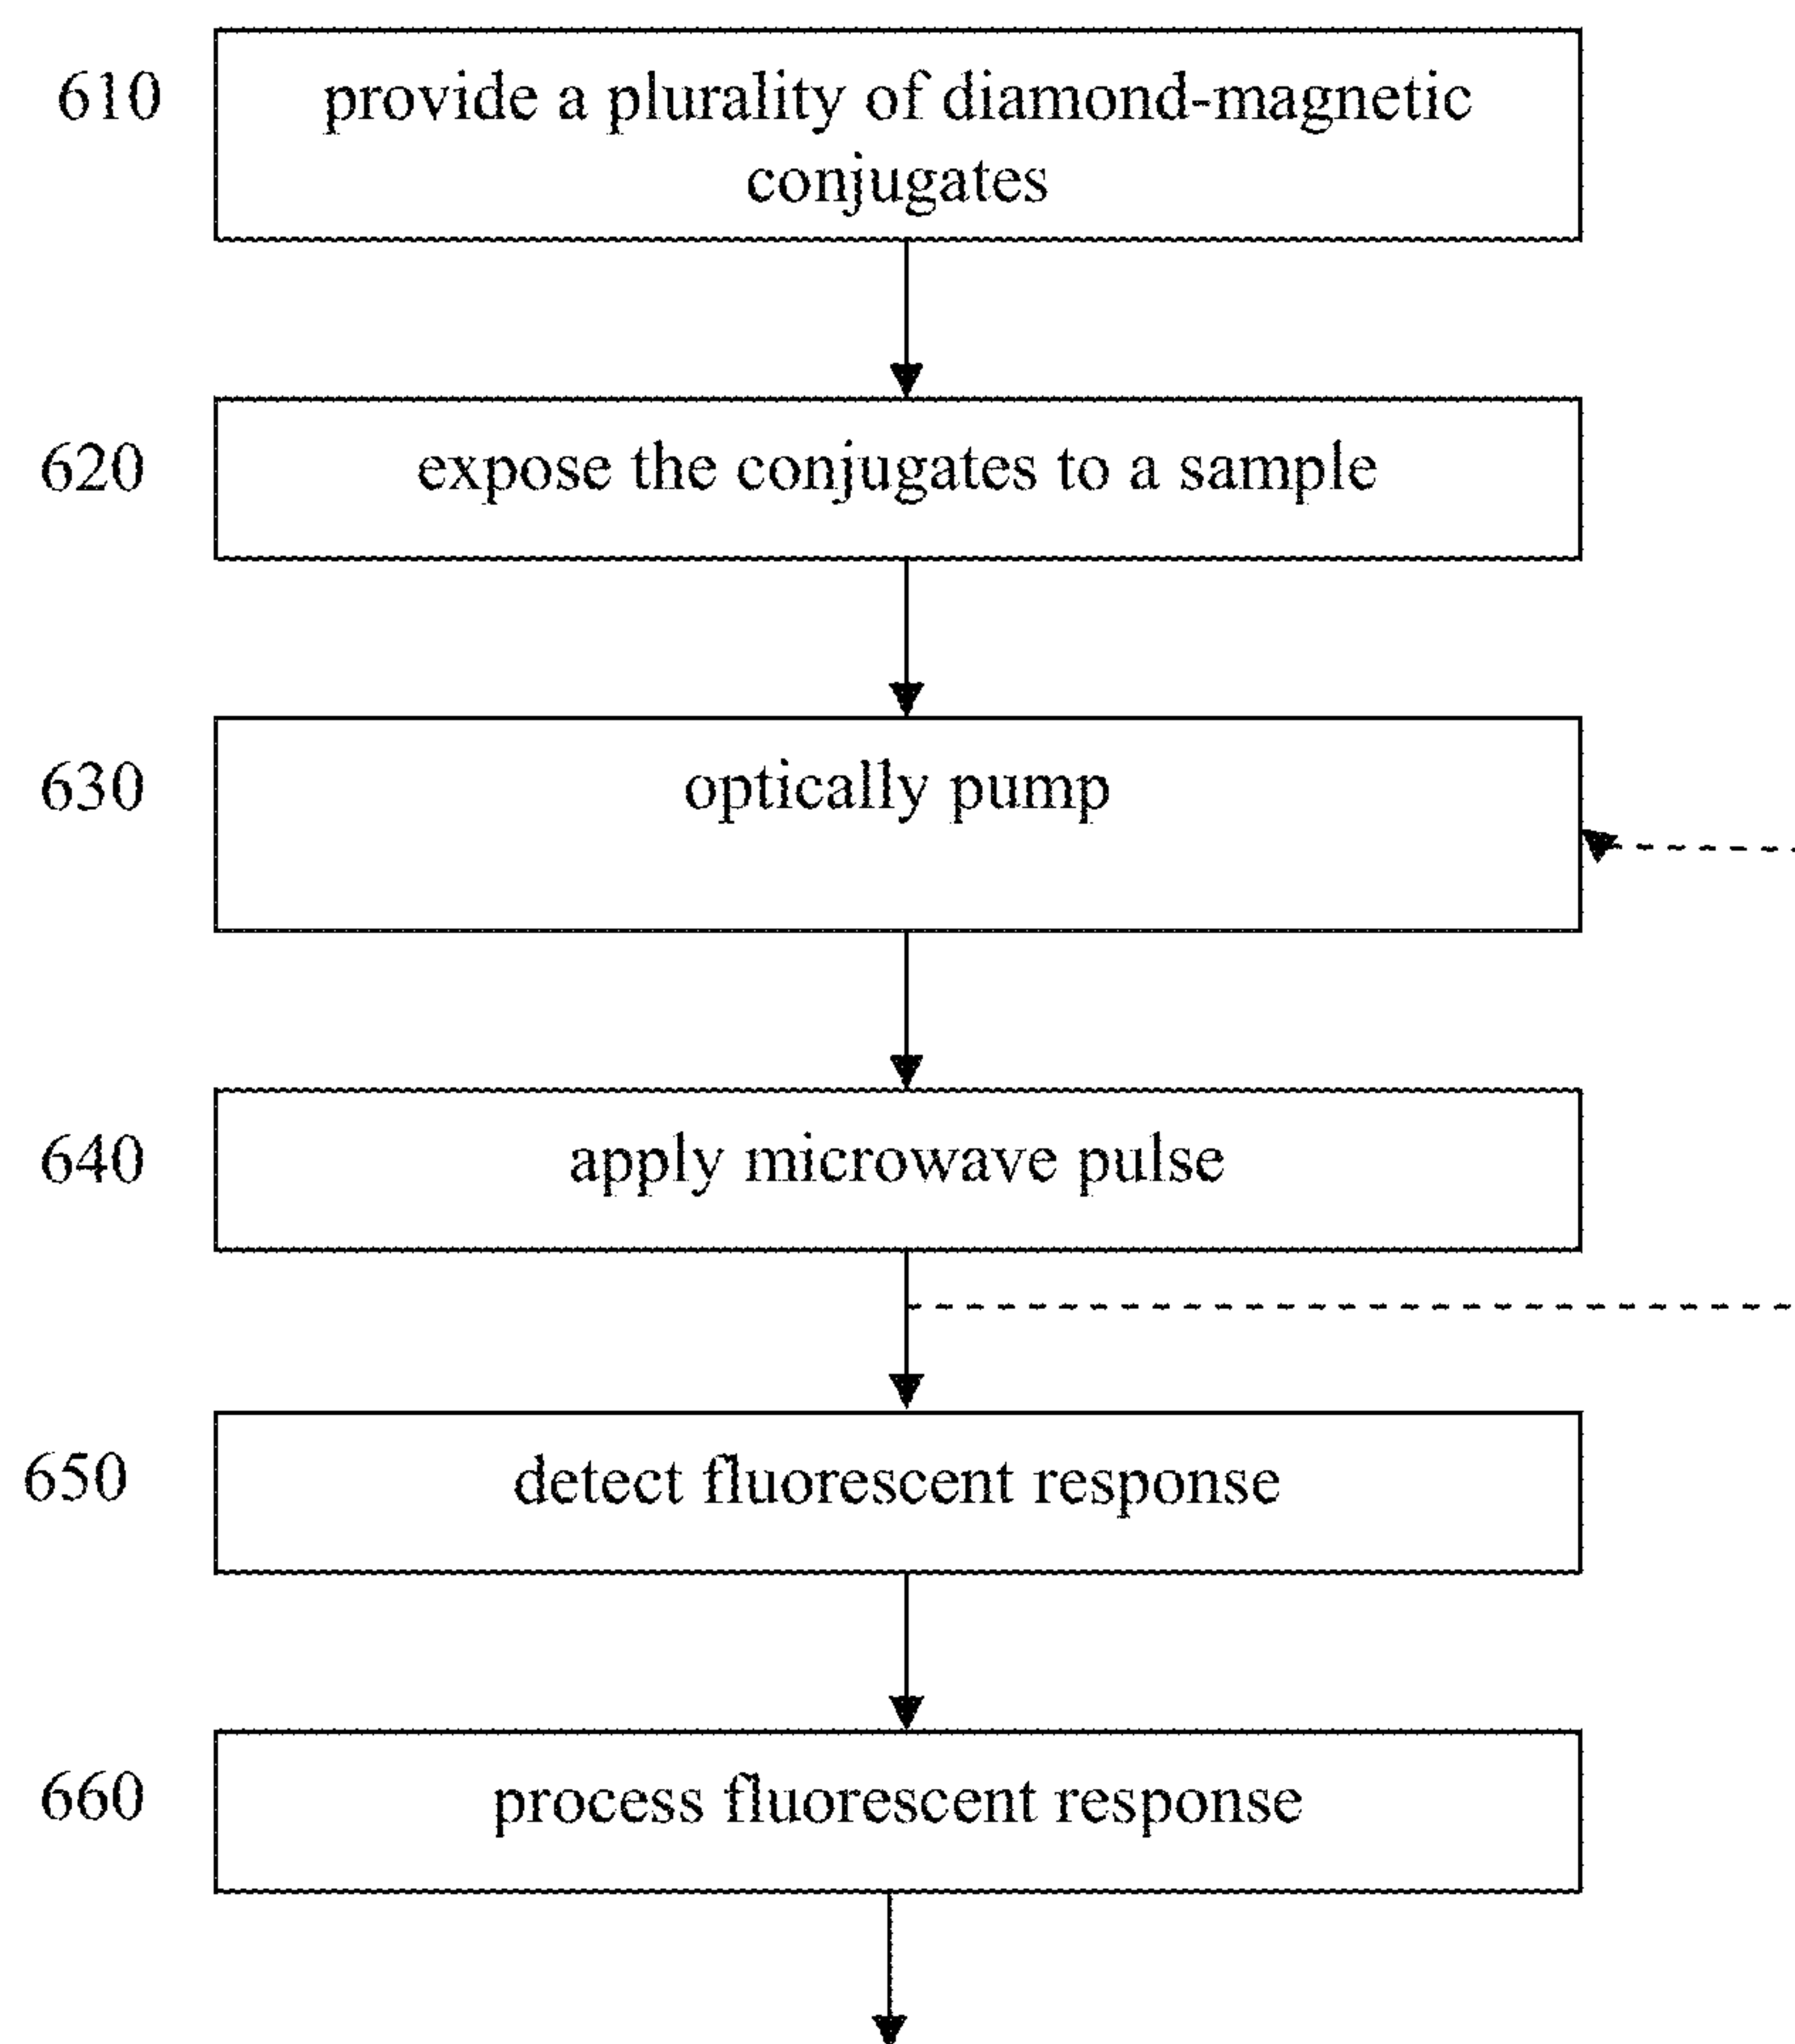 610 provide a plurality of diamond-magnetic
conjugates
620 expose the conjugates to a sample
630 optically pump
640 apply microwave pulse
650 detect fluorescent response
660 process fluorescent response